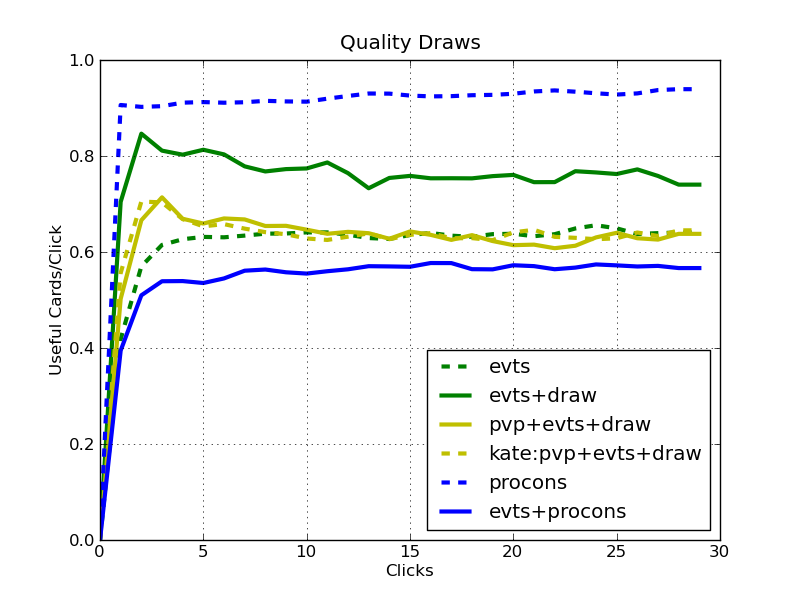 Quality Draws
1.0
0.8
0.6
0.4
0.2
0.0
Useful Cards/Click
evts
evts+draw
pvp+evts+draw
kate:pvp+evts+draw
procons
evts+procons
0 5 10 15 20 25 30
Clicks